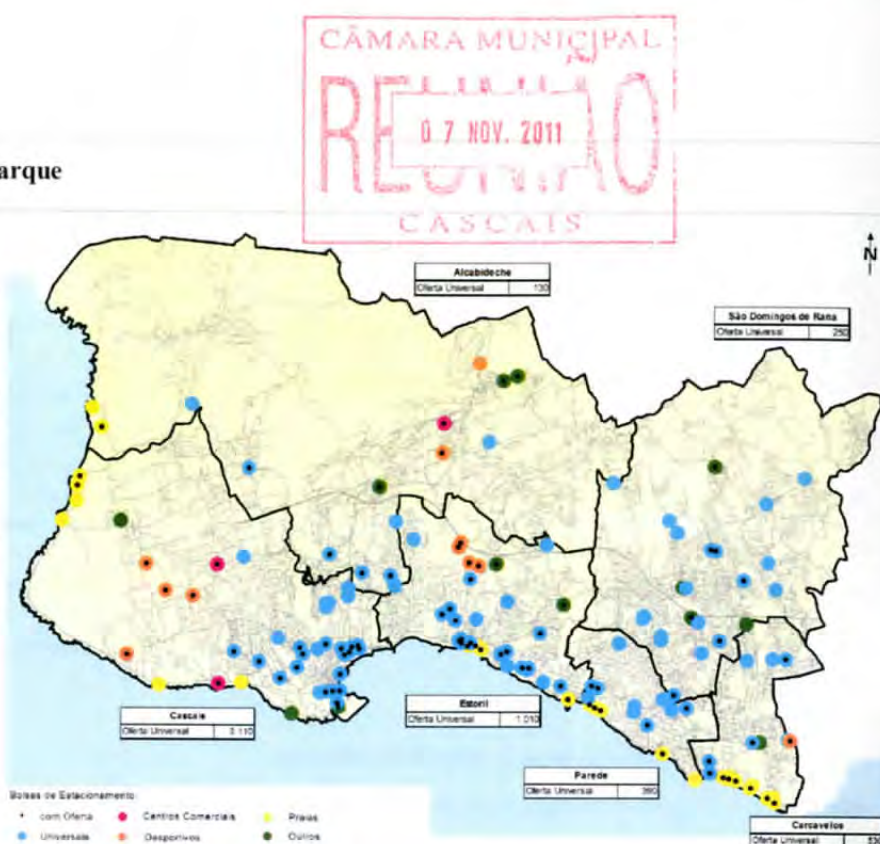 CÂMARA MUNICIPAL
REUNIÃO
07 NOV. 2011
CASCAIS
arque
N
Alcabideche
Oferta Universal 130
São Domingos de Rana
Oferta Universal 250
Cascais
Oferta Universal 3.110
Estoril
Oferta Universal 1.010
Parede
Oferta Universal
Carcavelos
Oferta Universal
Bolsas de Estacionamento
com Oferta Centros Comerciais Praias
Universais Desportivos Outros